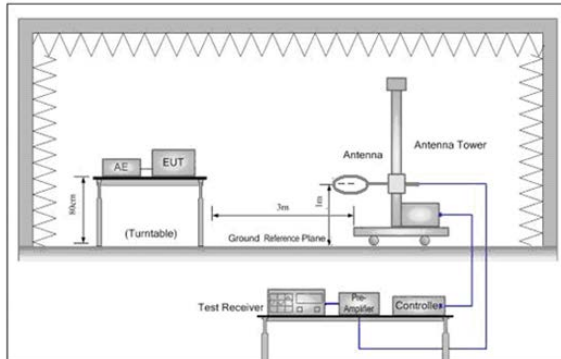 Antenna Tower
Antenna
EUT
AE
80cm
3m
1m
(Turntable)
Ground Reference Plane
Test Receiver
Pre-
Amplifier
Controller